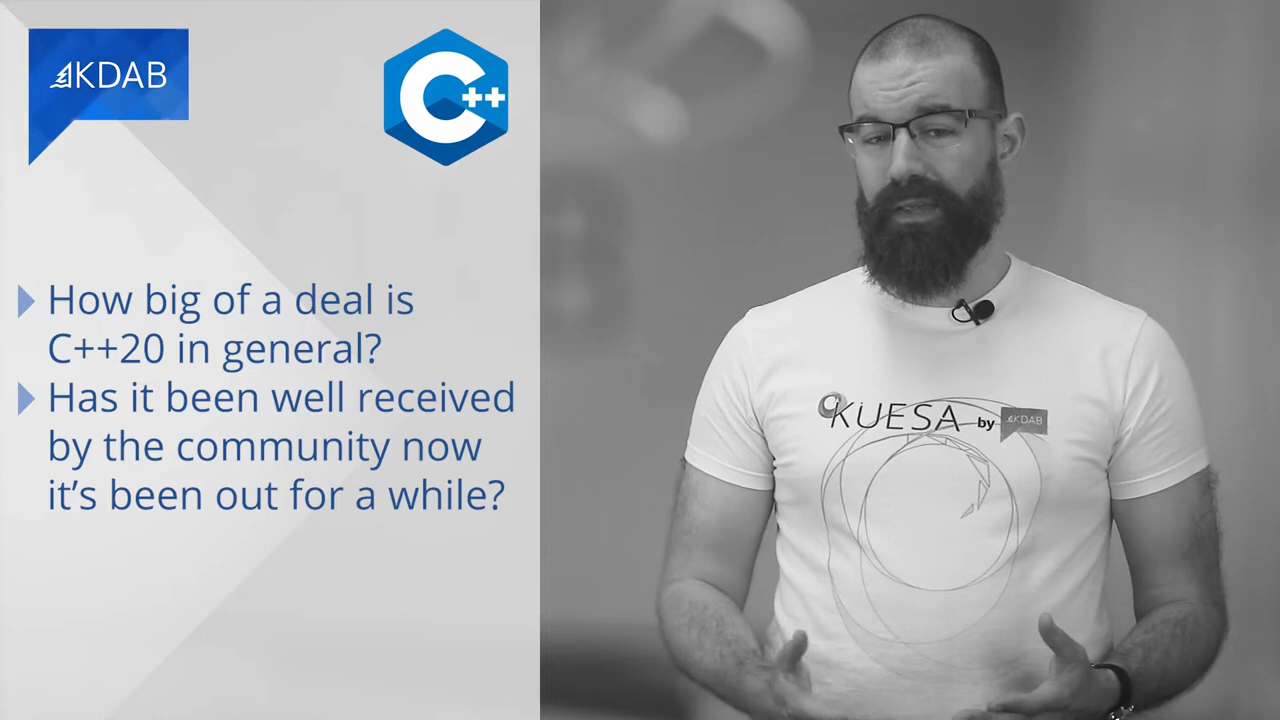 KDAB
C++
How big of a deal is
C++20 in general?
Has it been well received
by the community now
it's been out for a while?
KUESA by KDAB